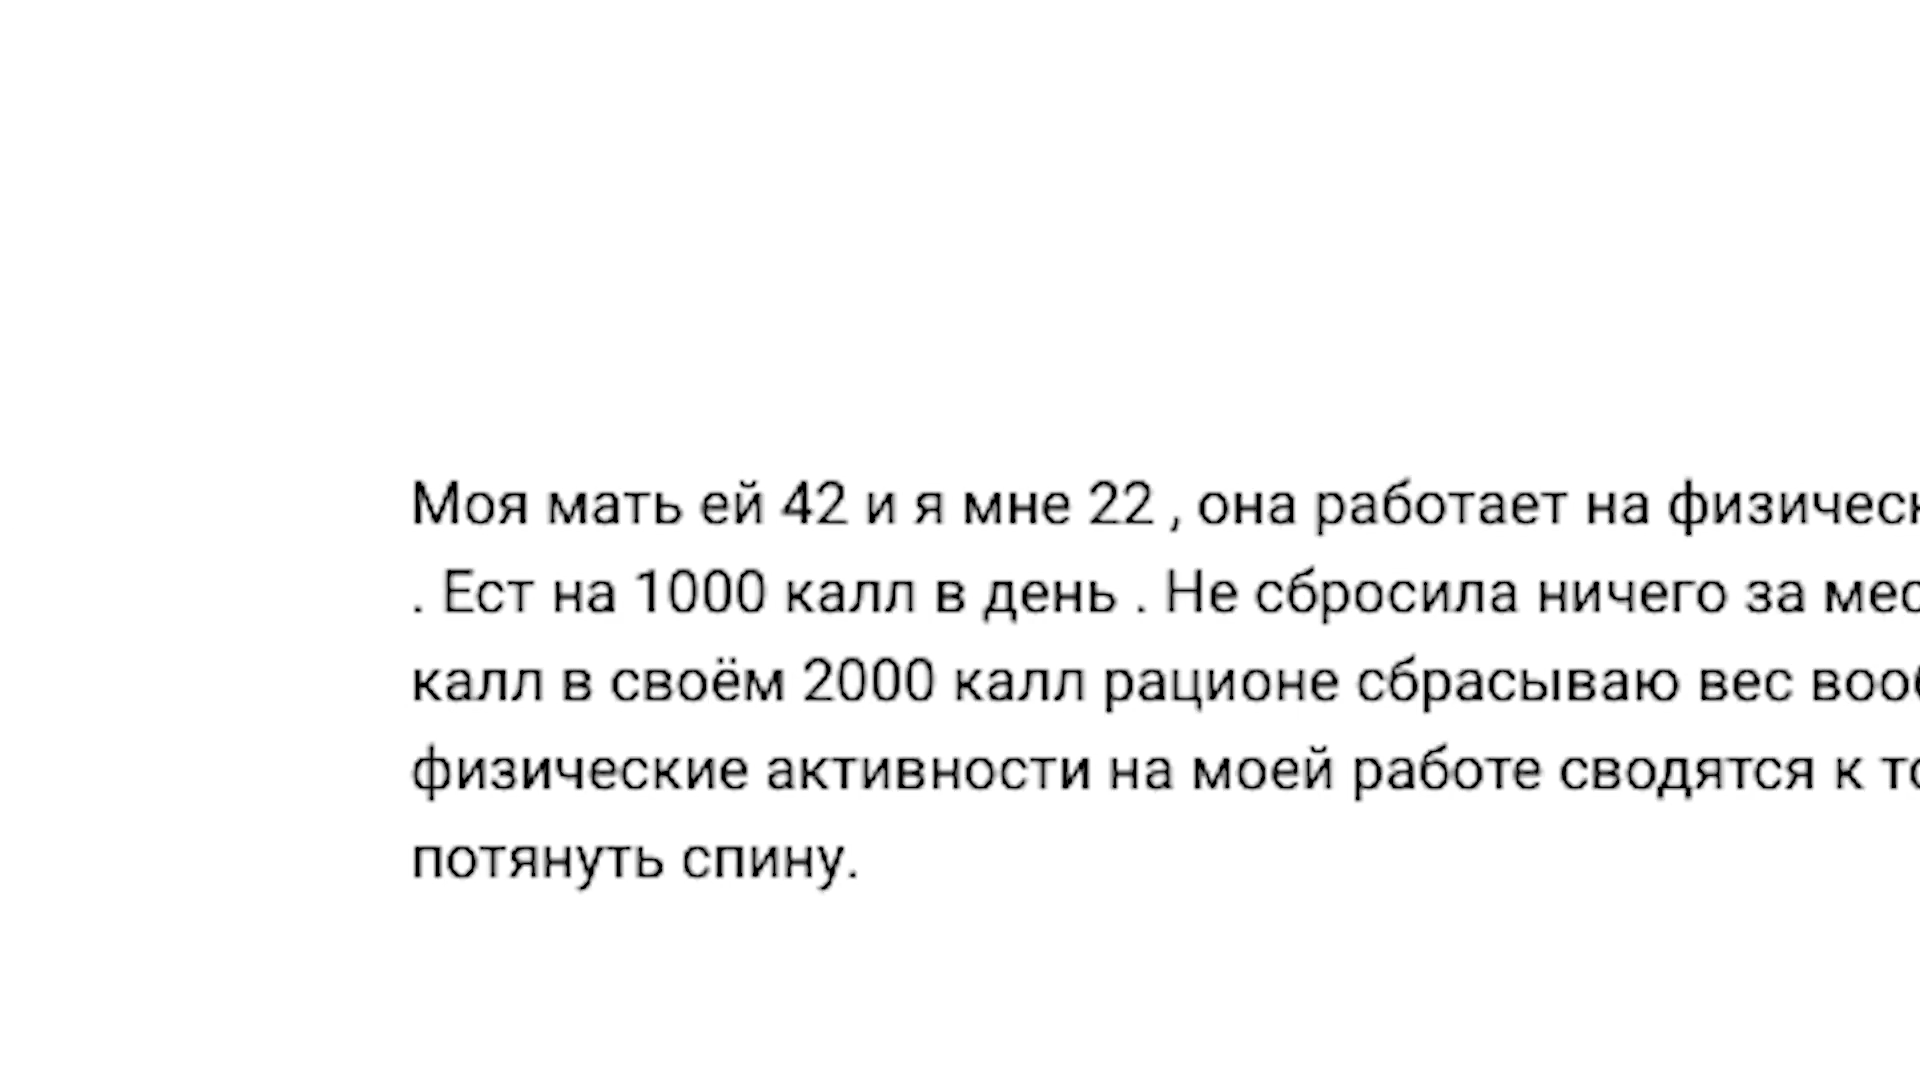 Моя мать ей 42 и я мне 22 , она работает на
. Ест на 1000 калл в день . Не сбросила ничего за
калл в своём 2000 калл рационе сбрасываю вес
физические активности на моей работе сводятся к
потянуть спину.